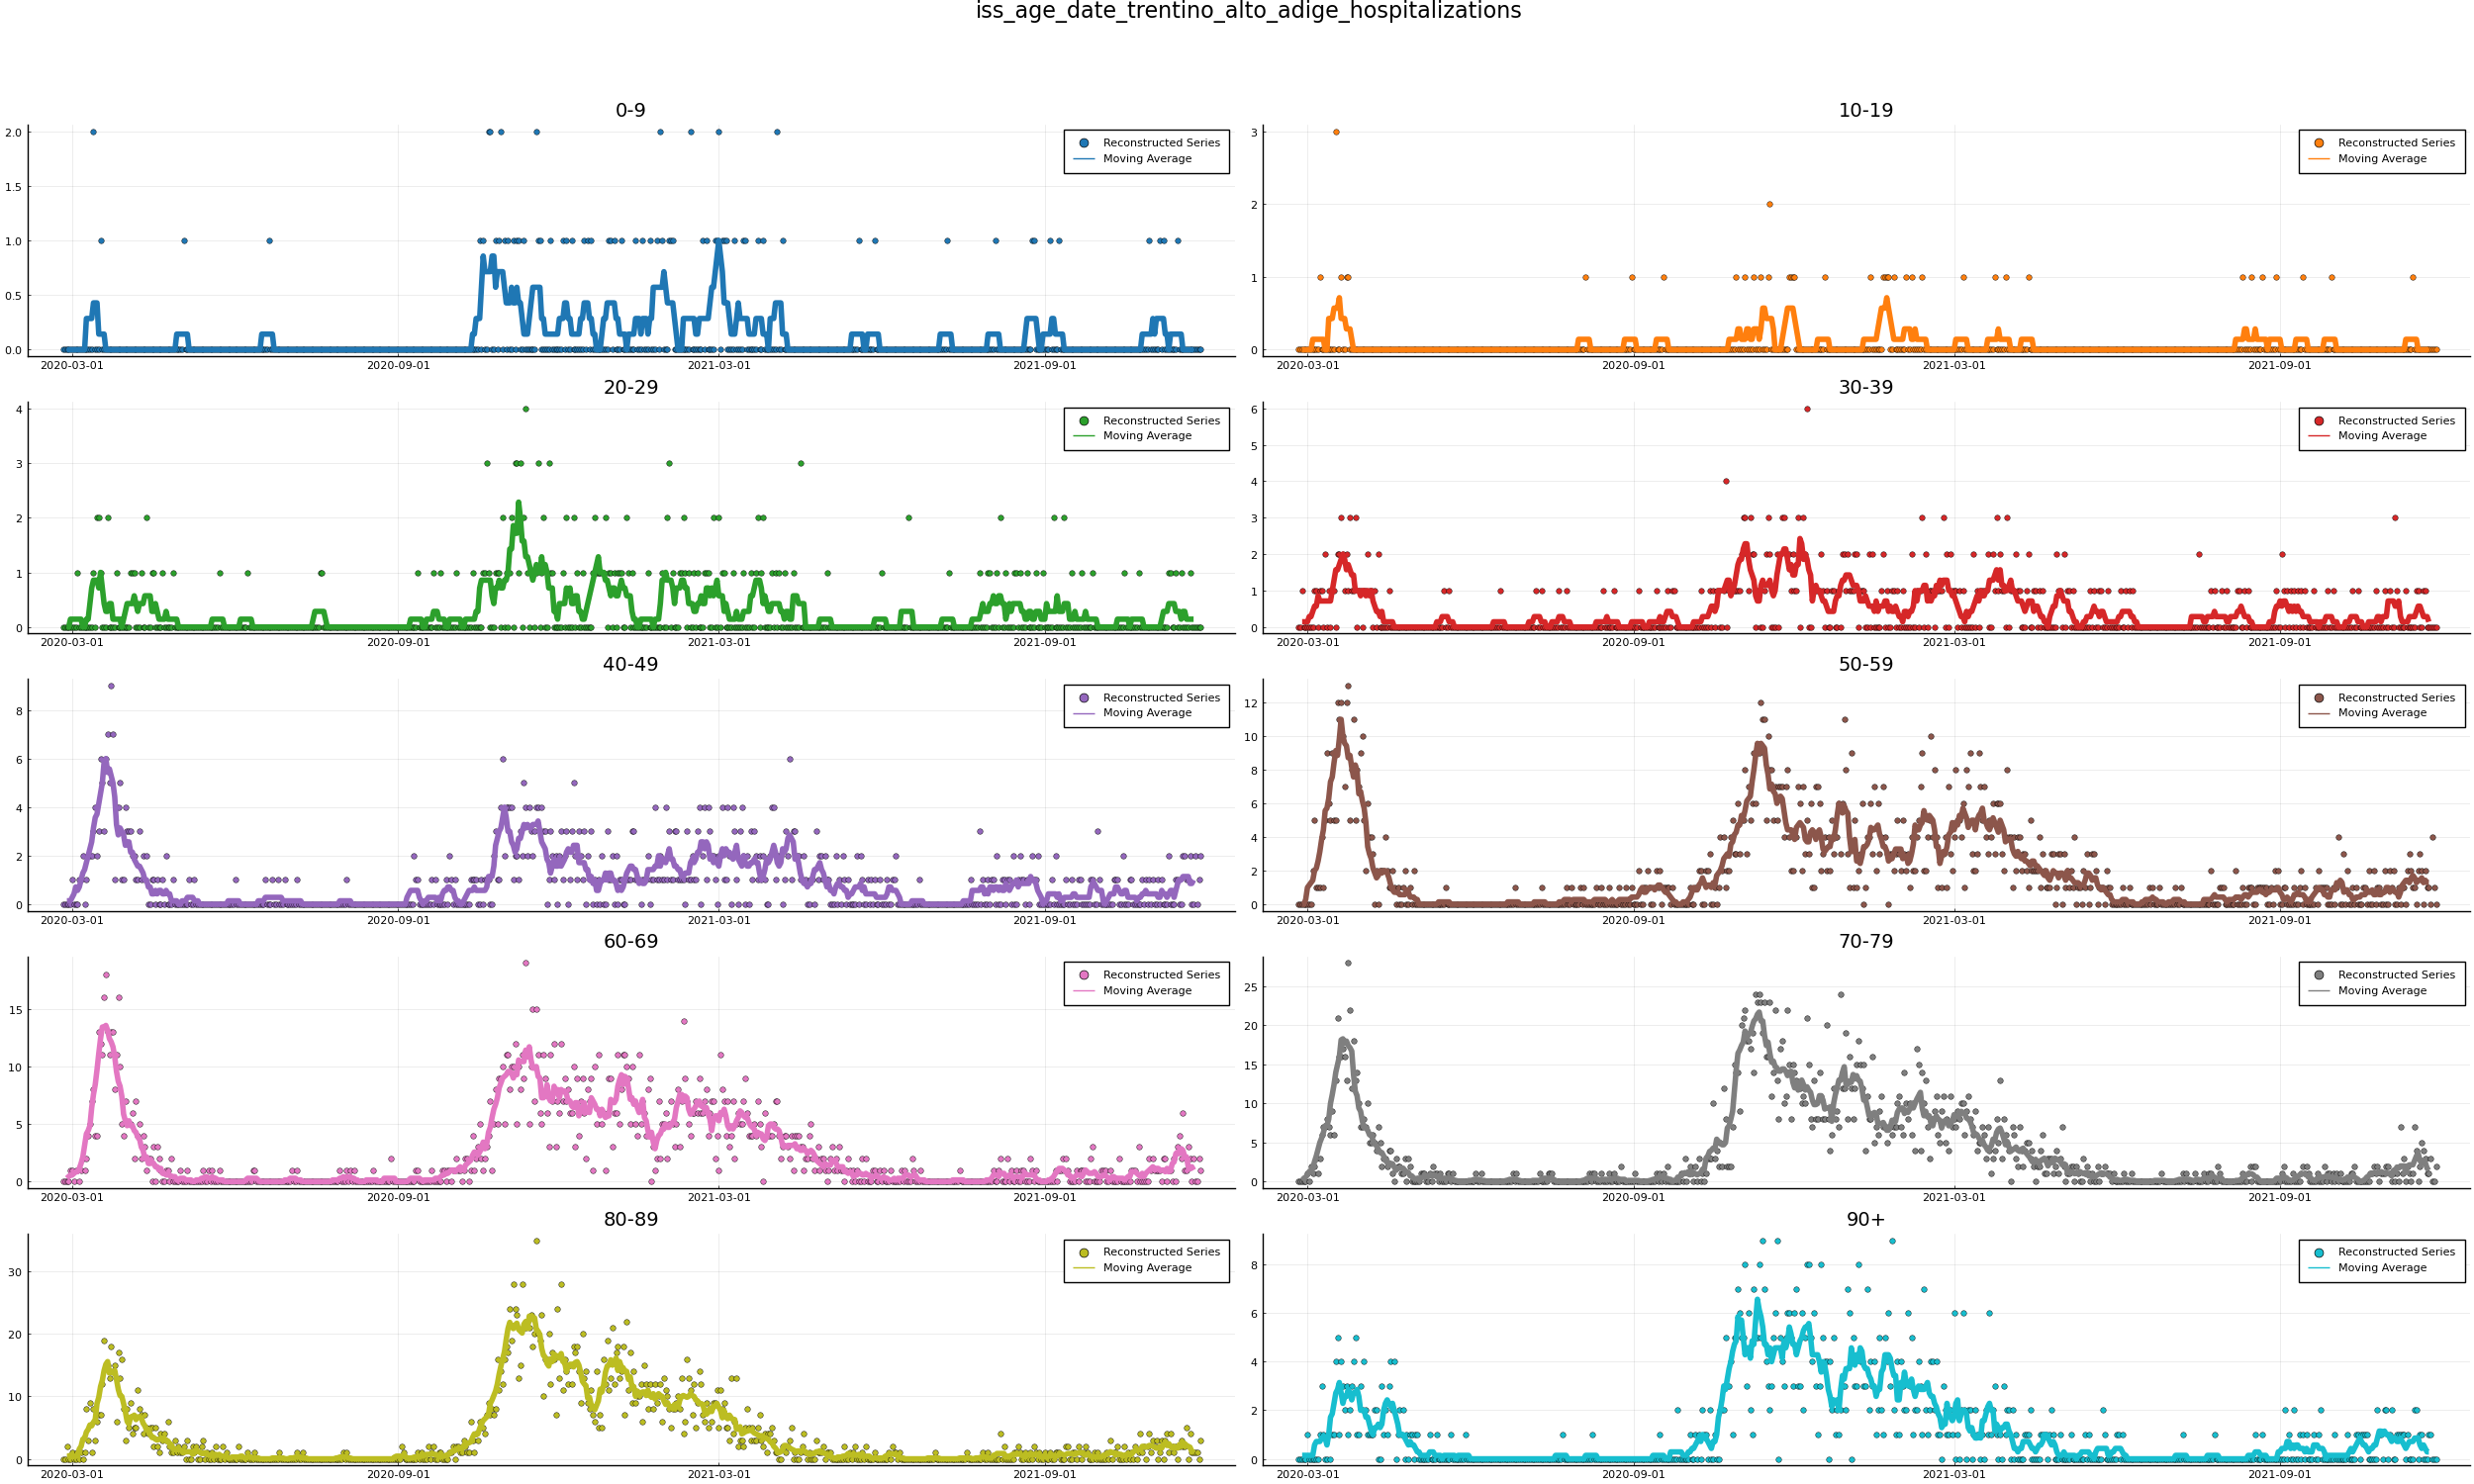 iss_age_date_trentino_alto_adige_hospitalizations
0-9
2.0
1.5
1.0
0.5
0.0
Reconstructed Series
Moving Average
2020-03-01 2020-09-01 2021-03-01 2021-09-01
10-19
3
2
1
0
Reconstructed Series
Moving Average
2020-03-01 2020-09-01 2021-03-01 2021-09-01
20-29
4
3
2
1
0
Reconstructed Series
Moving Average
2020-03-01 2020-09-01 2021-03-01 2021-09-01
30-39
6
5
4
3
2
1
0
Reconstructed Series
Moving Average
2020-03-01 2020-09-01 2021-03-01 2021-09-01
40-49
8
6
4
2
0
Reconstructed Series
Moving Average
2020-03-01 2020-09-01 2021-03-01 2021-09-01
50-59
12
10
8
6
4
2
0
Reconstructed Series
Moving Average
2020-03-01 2020-09-01 2021-03-01 2021-09-01
60-69
15
10
5
0
Reconstructed Series
Moving Average
2020-03-01 2020-09-01 2021-03-01 2021-09-01
70-79
25
20
15
10
5
0
Reconstructed Series
Moving Average
2020-03-01 2020-09-01 2021-03-01 2021-09-01
80-89
30
20
10
0
Reconstructed Series
Moving Average
2020-03-01 2020-09-01 2021-03-01 2021-09-01
90+
8
6
4
2
0
Reconstructed Series
Moving Average
2020-03-01 2020-09-01 2021-03-01 2021-09-01